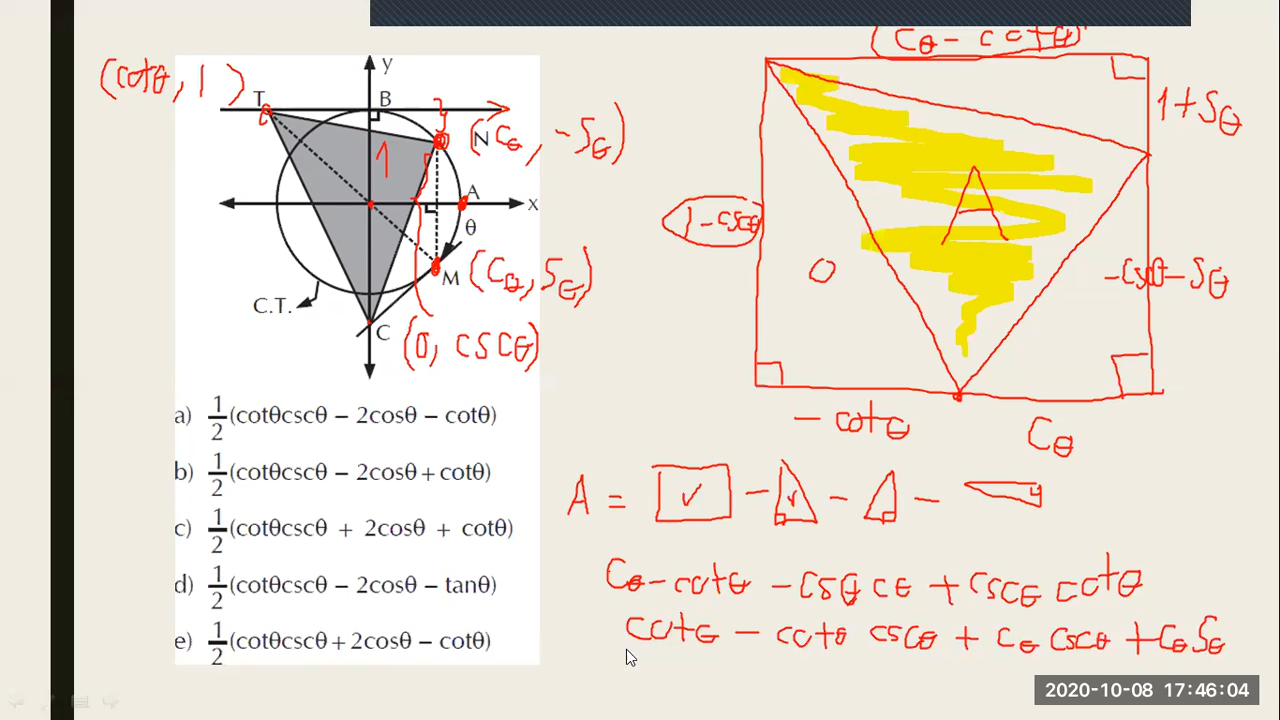 (cotθ, 1)
T
B
y
N
(Cθ, -Sθ)
1
A
x
θ
M
(Cθ, Sθ)
C.T.
C
(0, cscθ)
a) 1/2(cotθcscθ − 2cosθ − cotθ)
b) 1/2(cotθcscθ − 2cosθ + cotθ)
c) 1/2(cotθcscθ + 2cosθ + cotθ)
d) 1/2(cotθcscθ − 2cosθ − tanθ)
e) 1/2(cotθcscθ + 2cosθ − cotθ)
Cθ - cotθ
1+Sθ
1-cscθ
A
-cscθ-Sθ
- cotθ
Cθ
A = - - -
Cθ-cotθ -cscθ cθ + cscθ cotθ
cotθ - cotθ cscθ + cθ cscθ + cθ Sθ
2020-10-08 17:46:04